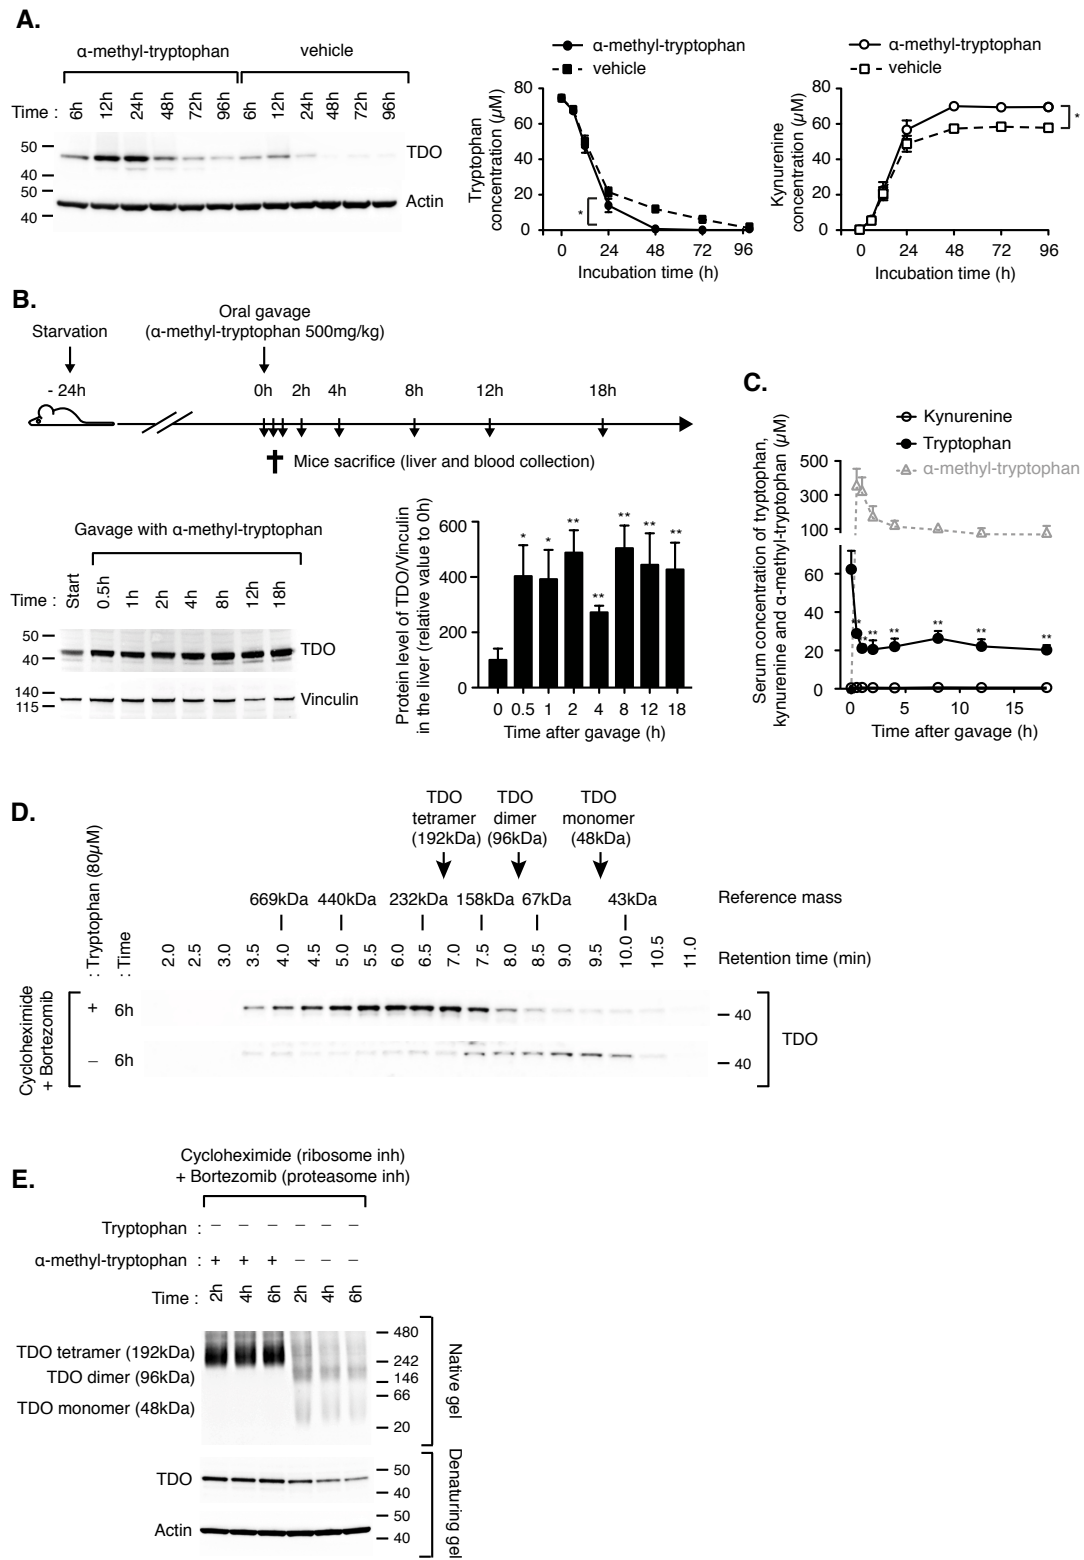 A.
α-methyl-tryptophan
vehicle
Time :
6h
12h
24h
48h
72h
96h
6h
12h
24h
48h
72h
96h
50
40
TDO
50
40
Actin
α-methyl-tryptophan
vehicle
Tryptophan
concentration (µM)
80
60
40
20
0
*
0
24
48
72
96
Incubation time (h)
α-methyl-tryptophan
vehicle
Kynurenine
concentration (µM)
80
60
40
20
0
*
0
24
48
72
96
Incubation time (h)
B.
Starvation
Oral gavage
(α-methyl-tryptophan 500mg/kg)
- 24h
0h
2h
4h
8h
12h
18h
Mice sacrifice (liver and blood collection)
Gavage with α-methyl-tryptophan
Time :
Start
0.5h
1h
2h
4h
8h
12h
18h
50
40
TDO
140
115
Vinculin
Protein level of TDO/Vinculin
in the liver (relative value to 0h)
600
400
200
0
*
*
**
**
**
**
**
0
0.5
1
2
4
8
12
18
Time after gavage (h)
C.
Kynurenine
Tryptophan
α-methyl-tryptophan
Serum concentration of tryptophan,
kynurenine and α-methyl-tryptophan (µM)
500
300
100
60
40
20
0
**
**
**
**
**
**
**
0
5
10
15
Time after gavage (h)
D.
TDO
tetramer
(192kDa)
TDO
dimer
(96kDa)
TDO
monomer
(48kDa)
: Tryptophan (80µM)
: Time
669kDa
440kDa
232kDa
158kDa
67kDa
43kDa
Reference mass
2.0
2.5
3.0
3.5
4.0
4.5
5.0
5.5
6.0
6.5
7.0
7.5
8.0
8.5
9.0
9.5
10.0
10.5
11.0
Retention time (min)
Cycloheximide
+ Bortezomib
+
6h
40
–
6h
40
TDO
E.
Cycloheximide (ribosome inh)
+ Bortezomib (proteasome inh)
Tryptophan : – – – – – –
α-methyl-tryptophan : + + + – – –
Time :
2h
4h
6h
2h
4h
6h
TDO tetramer (192kDa)
TDO dimer (96kDa)
TDO monomer (48kDa)
480
242
146
66
20
Native gel
TDO
50
40
Actin
50
40
Denaturing gel